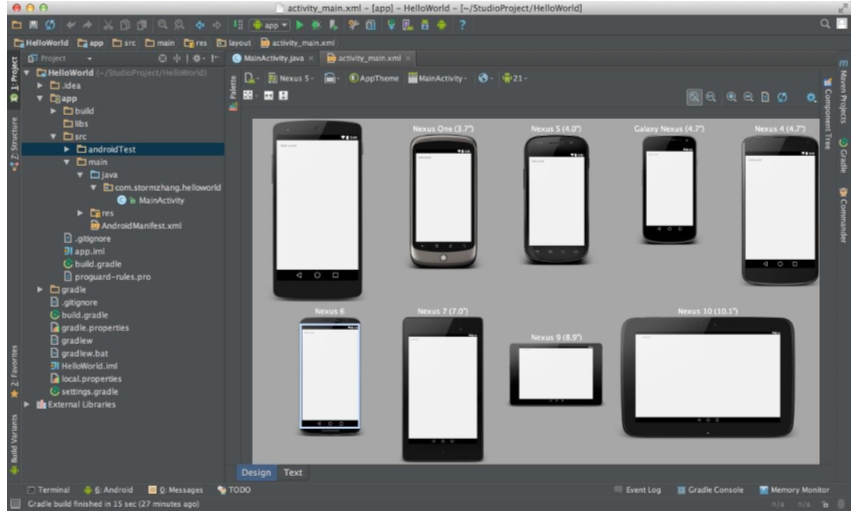 activity_main.xml - [app] - HelloWorld - [~/StudioProject/HelloWorld]
app
HelloWorld app src main res layout activity_main.xml
Project
MainActivity.java activity_main.xml
1: Project
Z: Structure
2: Favorites
Build Variants
HelloWorld (~/StudioProject/HelloWorld)
.idea
app
build
libs
src
androidTest
main
java
com.stormzhang.helloworld
MainActivity
res
AndroidManifest.xml
.gitignore
app.iml
build.gradle
proguard-rules.pro
gradle
.gitignore
build.gradle
gradle.properties
gradlew
gradlew.bat
HelloWorld.iml
local.properties
settings.gradle
External Libraries
Palette
Nexus 5 AppTheme MainActivity 21
Nexus One (3.7") Nexus S (4.0") Galaxy Nexus (4.7") Nexus 4 (4.7")
Nexus 6 Nexus 7 (7.0") Nexus 9 (8.9") Nexus 10 (10.1")
Component Tree
Maven Projects
Gradle
Commander
Design Text
Terminal 6: Android 0: Messages TODO Event Log Gradle Console Memory Monitor
Gradle build finished in 15 sec (27 minutes ago) n/a n/a